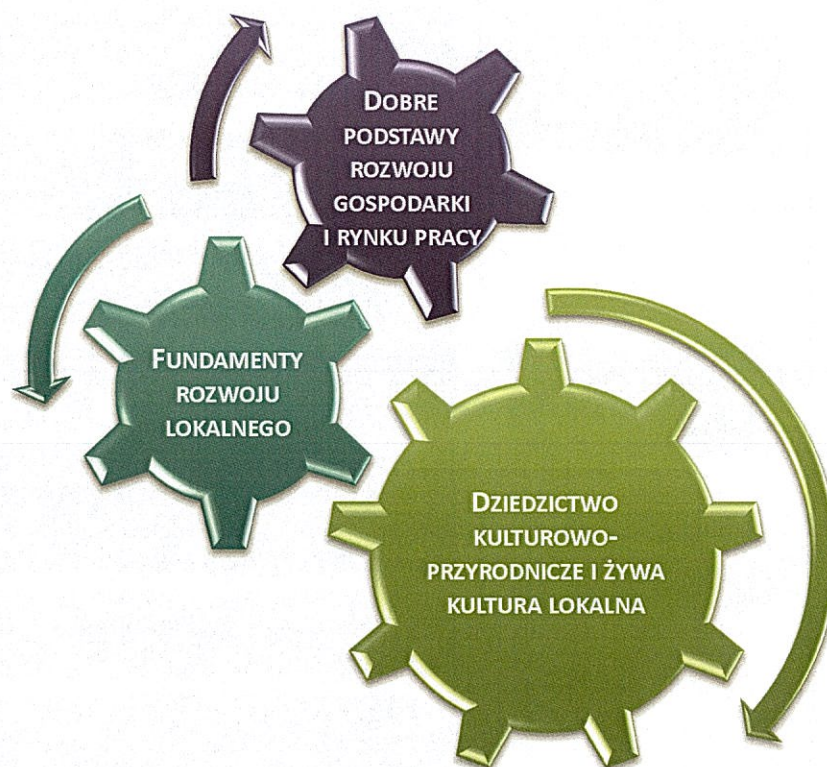 DOBRE
PODSTAWY
ROZWOJU
GOSPODARKI
I RYNKU PRACY
FUNDAMENTY
ROZWOJU
LOKALNEGO
DZIEDZICTWO
KULTUROWO-
PRZYRODNICZE I ŻYWA
KULTURA LOKALNA